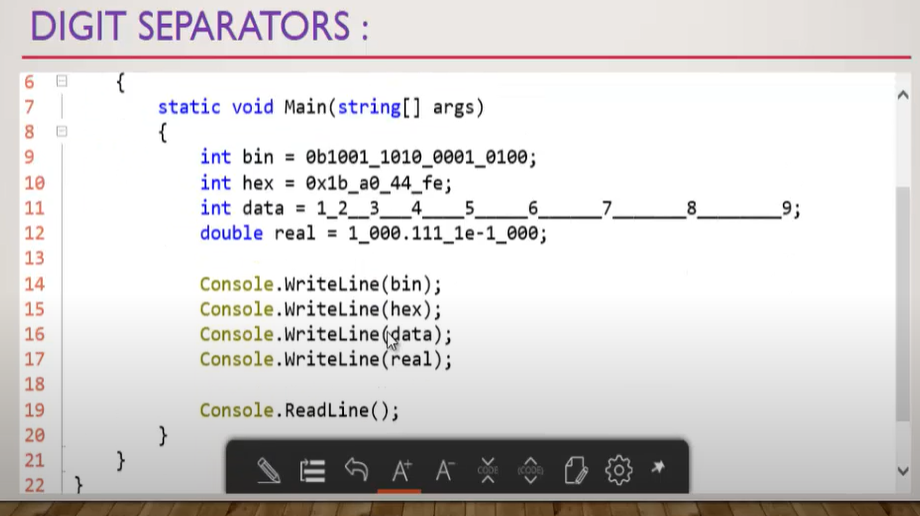 DIGIT SEPARATORS :
6 {
7 static void Main(string[] args)
8 {
9 int bin = 0b1001_1010_0001_0100;
10 int hex = 0x1b_a0_44_fe;
11 int data = 1_2__3___4____5_____6______7_______8________9;
12 double real = 1_000.111_1e-1_000;
13
14 Console.WriteLine(bin);
15 Console.WriteLine(hex);
16 Console.WriteLine(data);
17 Console.WriteLine(real);
18
19 Console.ReadLine();
20 }
21 }
22 }
A+ A- CODE (CODE)